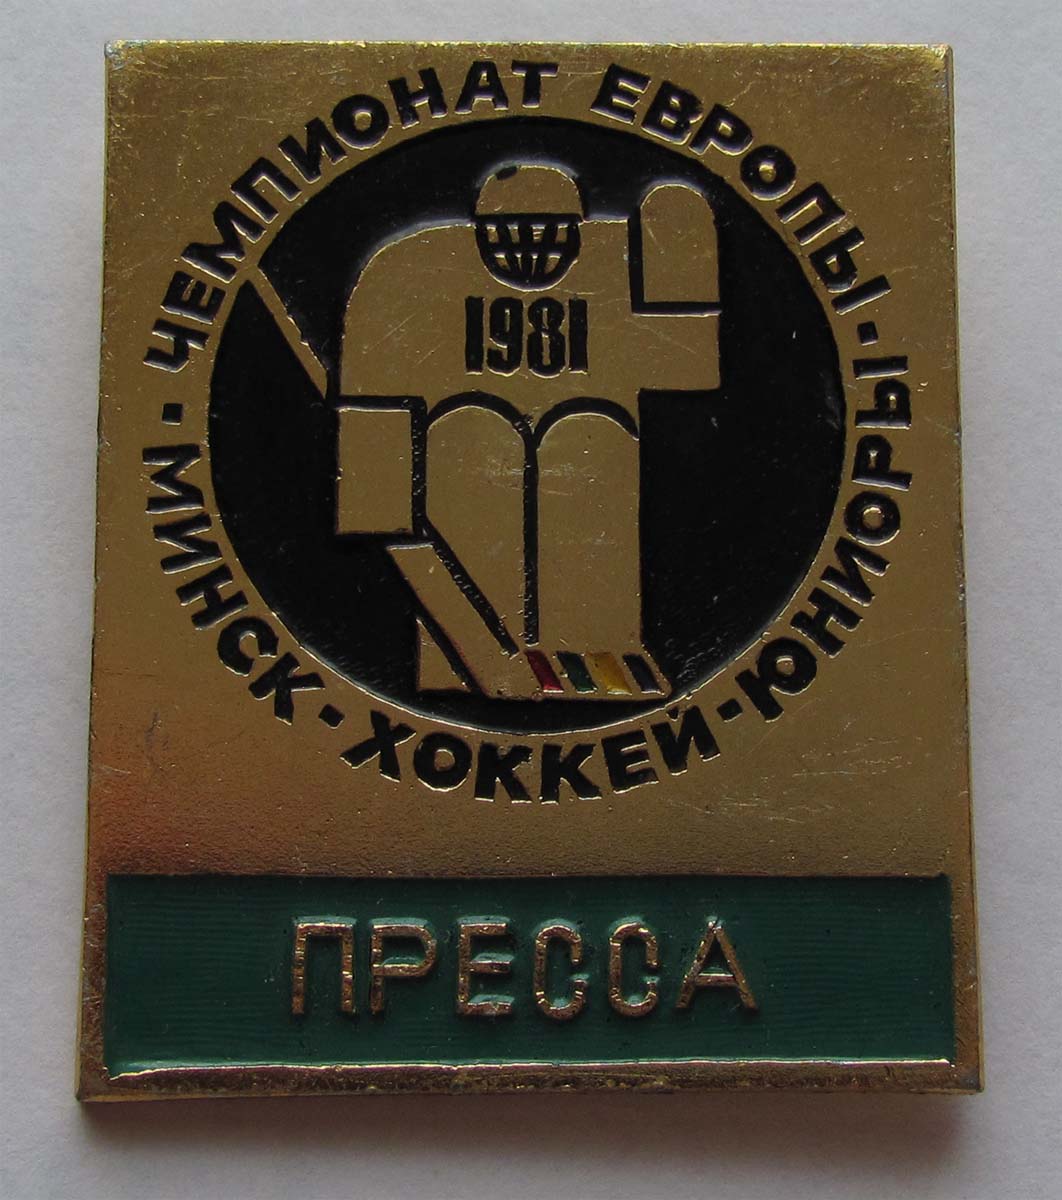 ЧЕМПИОНАТ ЕВРОПЫ · ЮНИОРЫ · ХОККЕЙ · МИНСК ·
1981
ПРЕССА